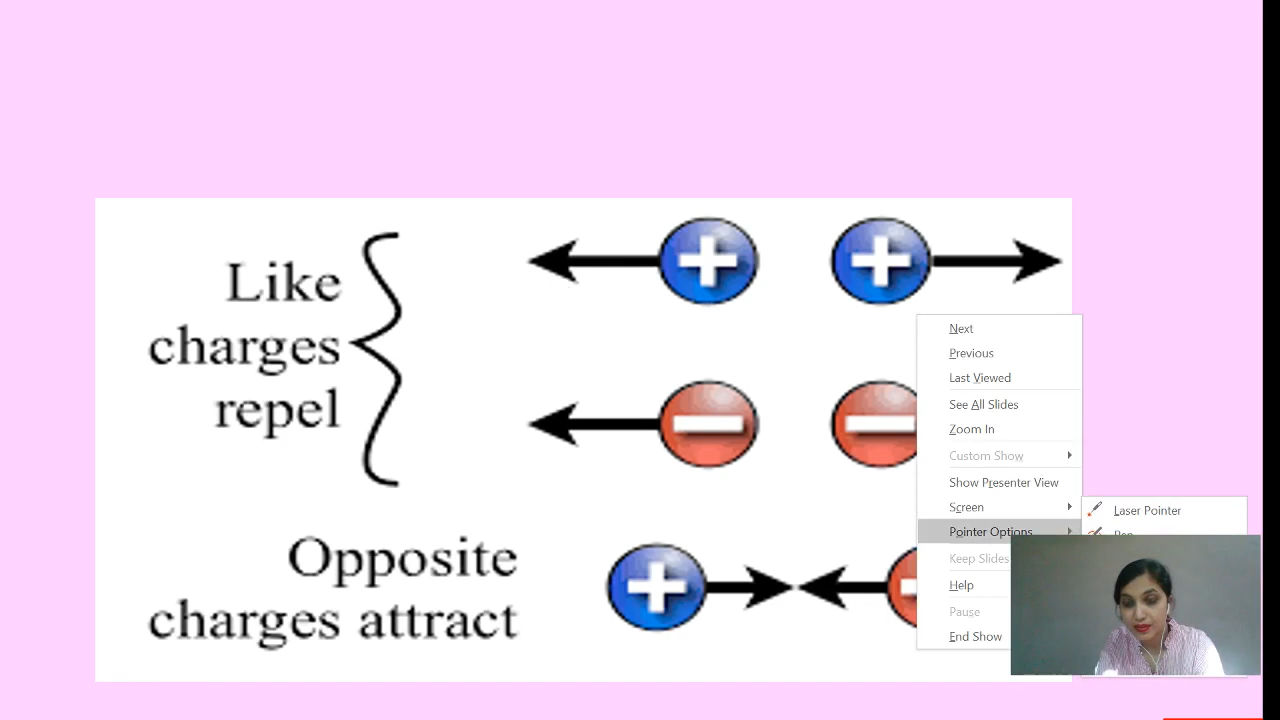 Like
charges
repel
Opposite
charges attract
Next
Previous
Last Viewed
See All Slides
Zoom In
Custom Show
Show Presenter View
Screen
Pointer Options
Keep Slides
Help
Pause
End Show
Laser Pointer